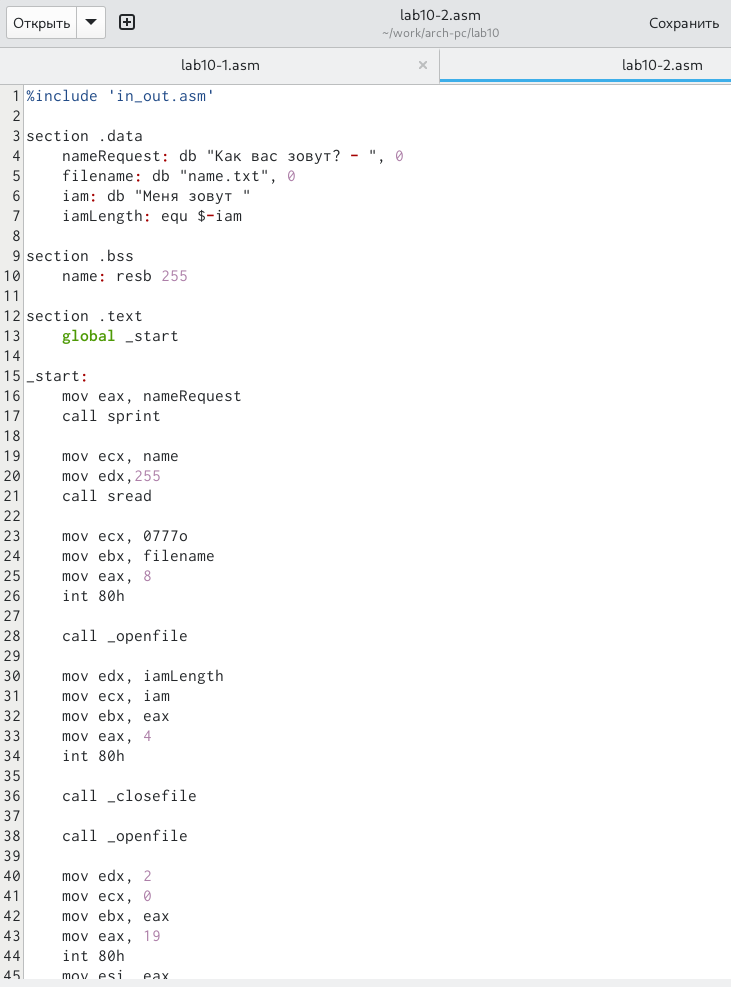 Открыть
lab10-2.asm
~/work/arch-pc/lab10
Сохранить
lab10-1.asm ×
lab10-2.asm
1 %include 'in_out.asm'
2
3 section .data
4     nameRequest: db "Как вас зовут? - ", 0
5     filename: db "name.txt", 0
6     iam: db "Меня зовут "
7     iamLength: equ $-iam
8
9 section .bss
10     name: resb 255
11
12 section .text
13     global _start
14
15 _start:
16     mov eax, nameRequest
17     call sprint
18
19     mov ecx, name
20     mov edx,255
21     call sread
22
23     mov ecx, 0777o
24     mov ebx, filename
25     mov eax, 8
26     int 80h
27
28     call _openfile
29
30     mov edx, iamLength
31     mov ecx, iam
32     mov ebx, eax
33     mov eax, 4
34     int 80h
35
36     call _closefile
37
38     call _openfile
39
40     mov edx, 2
41     mov ecx, 0
42     mov ebx, eax
43     mov eax, 19
44     int 80h
45     mov esi, eax